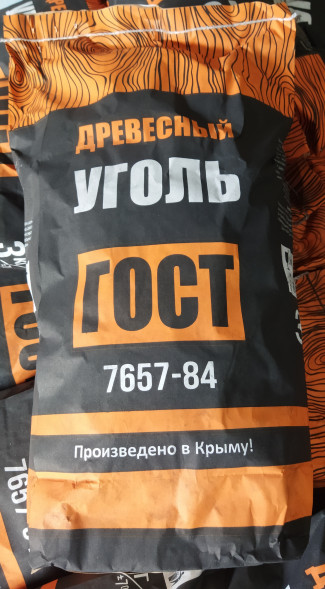 ДРЕВЕСНЫЙ
УГОЛЬ
ГОСТ
7657-84
Произведено в Крыму!